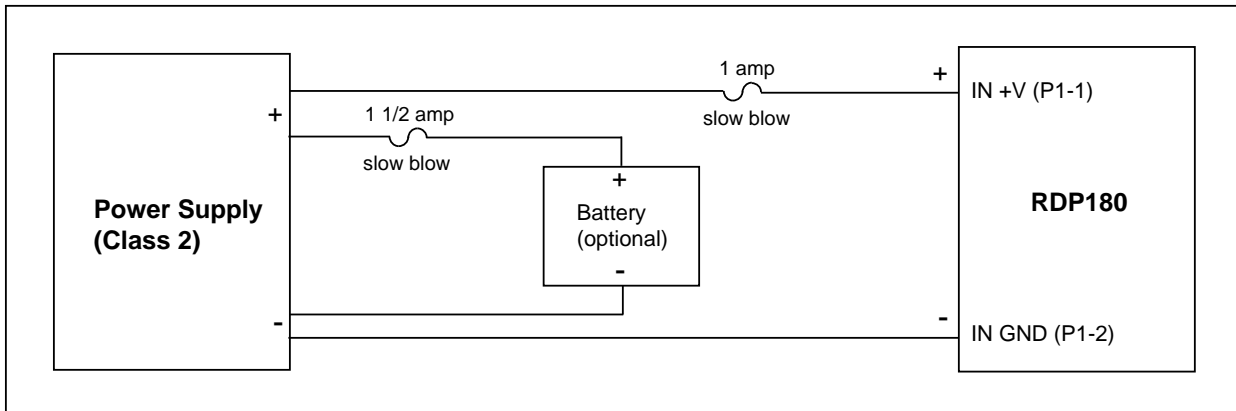 1 amp
+
IN +V (P1-1)
slow blow
+
1 1/2 amp
slow blow
Power Supply
(Class 2)
+
Battery
(optional)
-
RDP180
-
-
IN GND (P1-2)